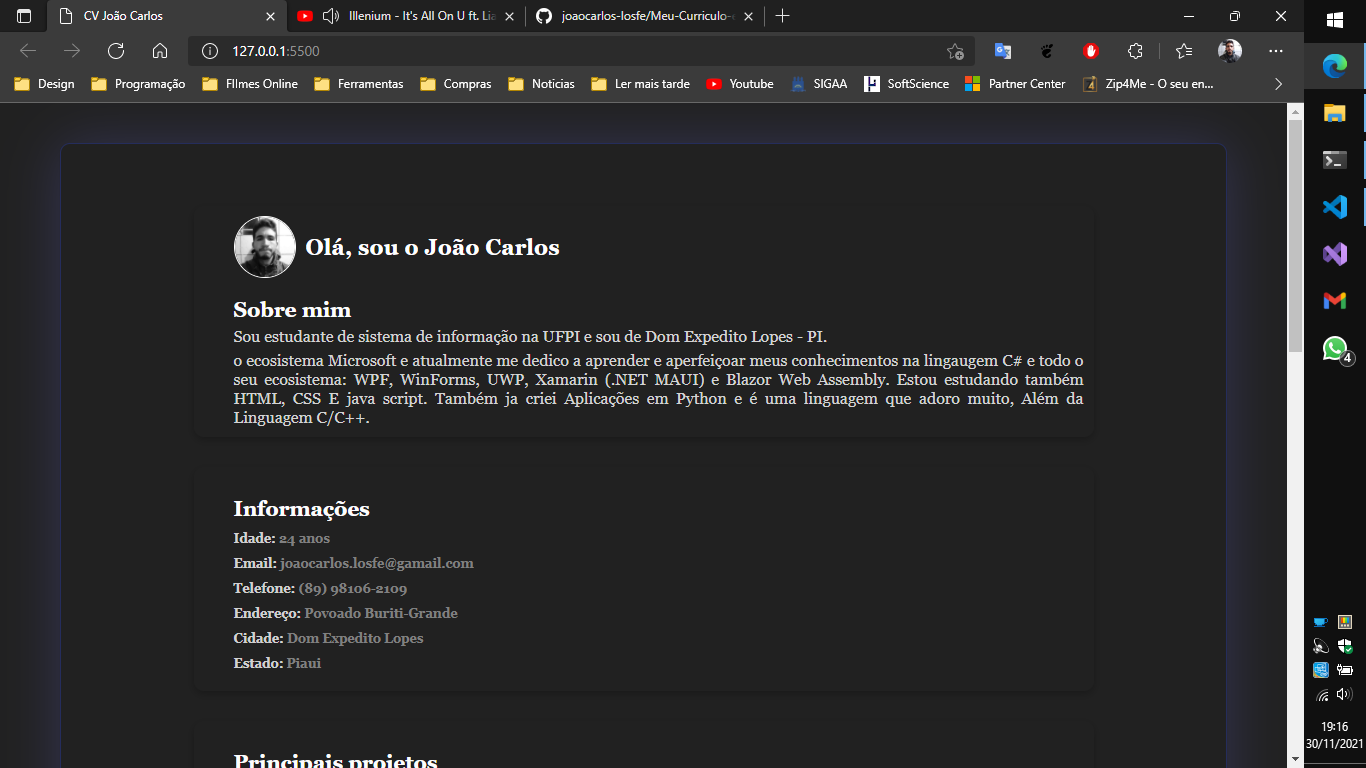 CV João Carlos
Illenium - It's All On U ft. Lia
joaocarlos-losfe/Meu-Curriculo-
127.0.0.1:5500
Design
Programação
FIlmes Online
Ferramentas
Compras
Noticias
Ler mais tarde
Youtube
SIGAA
SoftScience
Partner Center
Zip4Me - O seu en...
Olá, sou o João Carlos
Sobre mim
Sou estudante de sistema de informação na UFPI e sou de Dom Expedito Lopes - PI.
o ecosistema Microsoft e atualmente me dedico a aprender e aperfeiçoar meus conhecimentos na lingaugem C# e todo o
seu ecosistema: WPF, WinForms, UWP, Xamarin (.NET MAUI) e Blazor Web Assembly. Estou estudando também
HTML, CSS E java script. Também ja criei Aplicações em Python e é uma linguagem que adoro muito, Além da
Linguagem C/C++.
Informações
Idade: 24 anos
Email: joaocarlos.losfe@gamail.com
Telefone: (89) 98106-2109
Endereço: Povoado Buriti-Grande
Cidade: Dom Expedito Lopes
Estado: Piaui
Principais projetos
4
19:16
30/11/2021